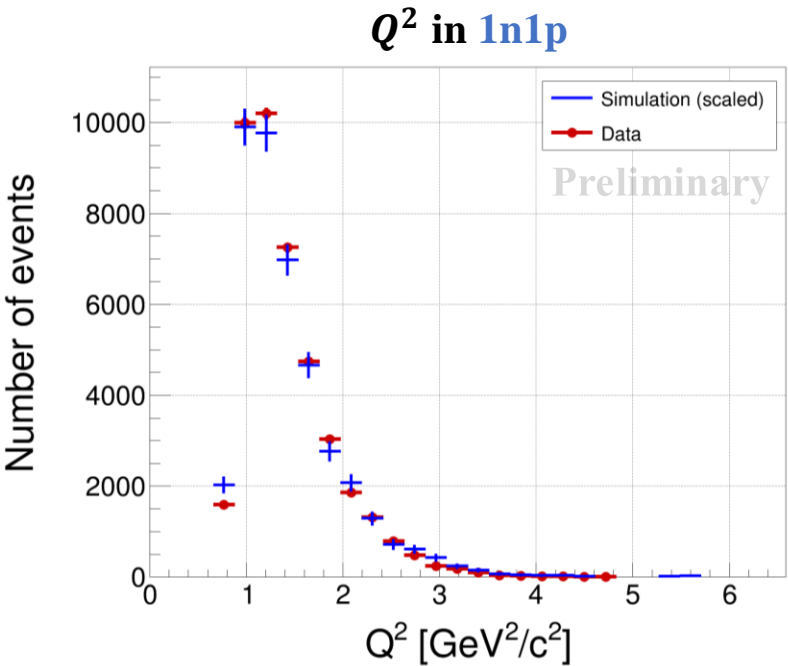 Q² in 1n1p
Simulation (scaled)
Data
Preliminary
Number of events
10000
8000
6000
4000
2000
0
0 1 2 3 4 5 6
Q² [GeV²/c²]